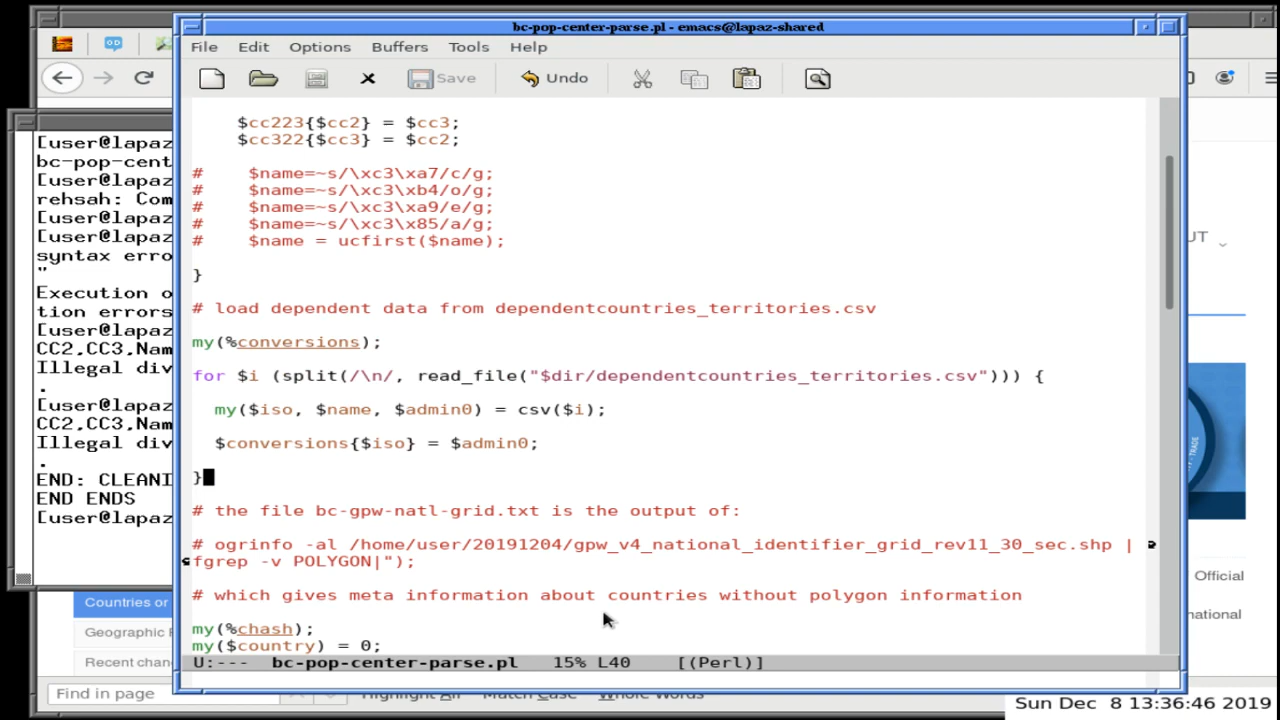 bc-pop-center-parse.pl - emacs@lapaz-shared
File Edit Options Buffers Tools Help
Save Undo
$cc223{$cc2} = $cc3;
$cc322{$cc3} = $cc2;
#    $name=~s/\xc3\xa7/c/g;
#    $name=~s/\xc3\xb4/o/g;
#    $name=~s/\xc3\xa9/e/g;
#    $name=~s/\xc3\x85/a/g;
#    $name = ucfirst($name);
}
# load dependent data from dependentcountries_territories.csv
my(%conversions);
for $i (split(/\n/, read_file("$dir/dependentcountries_territories.csv"))) {
my($iso, $name, $admin0) = csv($i);
$conversions{$iso} = $admin0;
}
# the file bc-gpw-natl-grid.txt is the output of:
# ogrinfo -al /home/user/20191204/gpw_v4_national_identifier_grid_rev11_30_sec.shp |
fgrep -v POLYGON|");
# which gives meta information about countries without polygon information
my(%chash);
my($country) = 0;
U:---  bc-pop-center-parse.pl   15% L40    [(Perl)]
[user@lapaz
bc-pop-cent
[user@lapaz
rehsah: Com
[user@lapaz
[user@lapaz
syntax erro
"
Execution o
tion errors
[user@lapaz
CC2,CC3,Nam
Illegal div
.
[user@lapaz
CC2,CC3,Nam
Illegal div
.
END: CLEANI
END ENDS
[user@lapaz
UT
- TRADE
Official
national
Countries or
Geographic
Recent chan
Find in page
Highlight All Match Case Whole Words
Sun Dec  8 13:36:46 2019